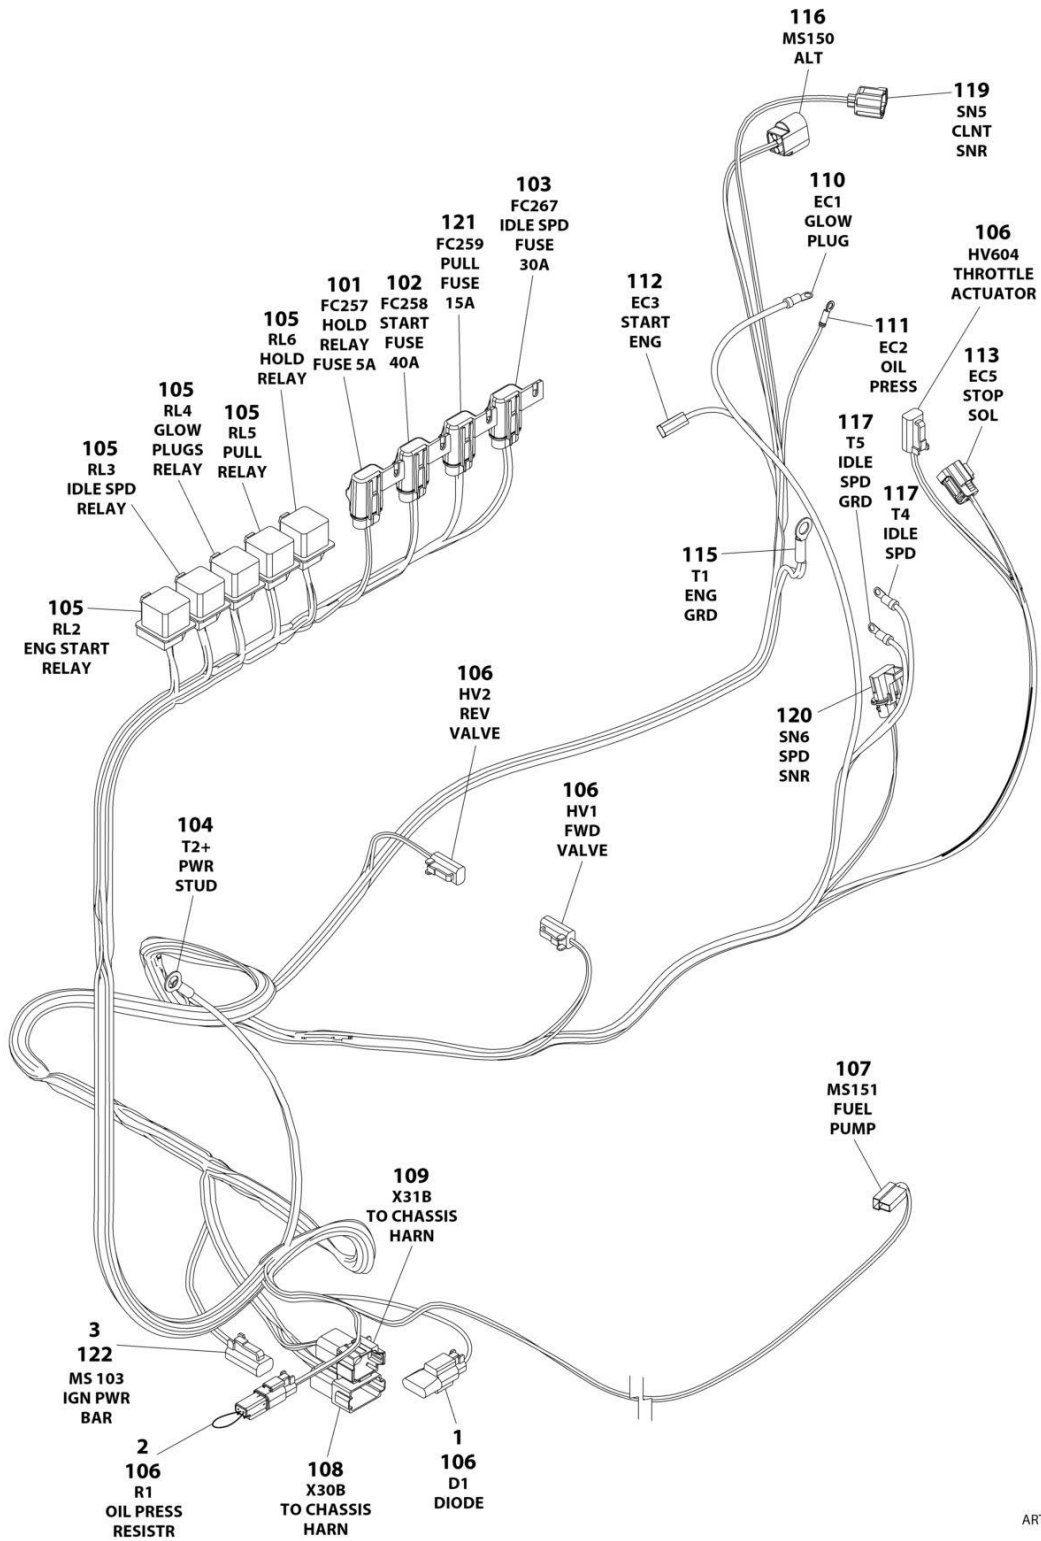 116
MS150
ALT
119
SN5
CLNT
SNR
110
EC1
GLOW
PLUG
103
FC267
IDLE SPD
FUSE
30A
121
FC259
PULL
FUSE
15A
106
HV604
THROTTLE
ACTUATOR
112
EC3
START
ENG
102
FC258
START
FUSE
40A
101
FC257
HOLD
RELAY
FUSE 5A
105
RL6
HOLD
RELAY
111
EC2
OIL
PRESS
113
EC5
STOP
SOL
105
RL4
GLOW
PLUGS
RELAY
105
RL5
PULL
RELAY
117
T5
IDLE
SPD
GRD
105
RL3
IDLE SPD
RELAY
117
T4
IDLE
SPD
115
T1
ENG
GRD
105
RL2
ENG START
RELAY
106
HV2
REV
VALVE
120
SN6
SPD
SNR
106
HV1
FWD
VALVE
104
T2+
PWR
STUD
107
MS151
FUEL
PUMP
109
X31B
TO CHASSIS
HARN
3
122
MS 103
IGN PWR
BAR
2
106
R1
OIL PRESS
RESISTR
108
X30B
TO CHASSIS
HARN
1
106
D1
DIODE
ART